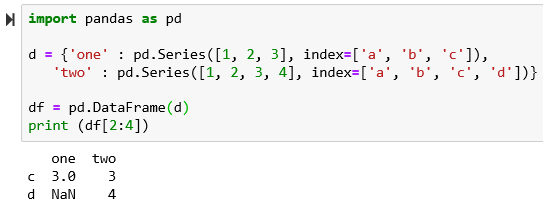 import pandas as pd
d = {'one' : pd.Series([1, 2, 3], index=['a', 'b', 'c']),
'two' : pd.Series([1, 2, 3, 4], index=['a', 'b', 'c', 'd'])}
df = pd.DataFrame(d)
print (df[2:4])
one two
c 3.0 3
d NaN 4